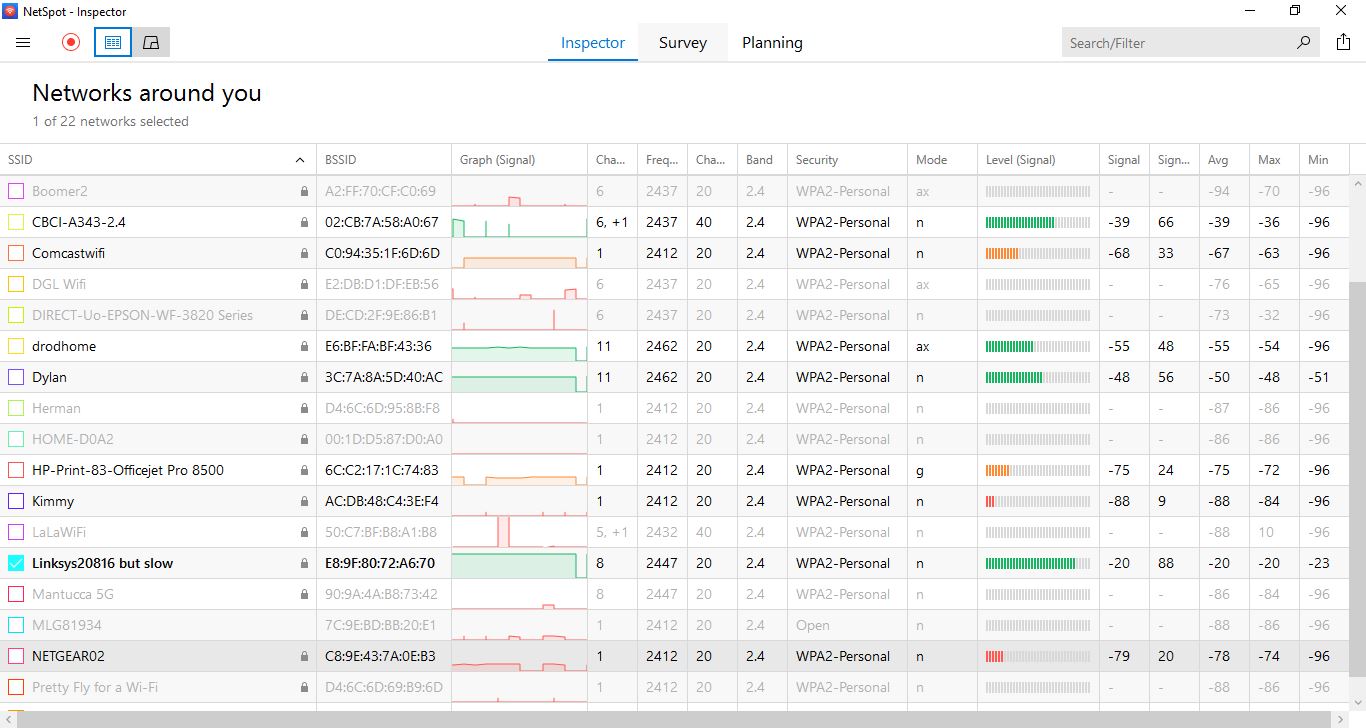 NetSpot - Inspector
Inspector Survey Planning Search/Filter
Networks around you
1 of 22 networks selected
SSID BSSID Graph (Signal) Cha... Freq... Cha... Band Security Mode Level (Signal) Signal Sign... Avg Max Min
Boomer2 A2:FF:70:CF:C0:69 6 2437 20 2.4 WPA2-Personal ax - - -94 -70 -96
CBCI-A343-2.4 02:CB:7A:58:A0:67 6, +1 2437 40 2.4 WPA2-Personal n -39 66 -39 -36 -96
Comcastwifi C0:94:35:1F:6D:6D 1 2412 20 2.4 WPA2-Personal n -68 33 -67 -63 -96
DGL Wifi E2:DB:D1:DF:EB:56 6 2437 20 2.4 WPA2-Personal ax - - -76 -65 -96
DIRECT-Uo-EPSON-WF-3820 Series DE:CD:2F:9E:86:B1 6 2437 20 2.4 WPA2-Personal n - - -73 -32 -96
drodhome E6:BF:FA:BF:43:36 11 2462 20 2.4 WPA2-Personal ax -55 48 -55 -54 -96
Dylan 3C:7A:8A:5D:40:AC 11 2462 20 2.4 WPA2-Personal n -48 56 -50 -48 -51
Herman D4:6C:6D:95:8B:F8 1 2412 20 2.4 WPA2-Personal n - - -87 -86 -96
HOME-D0A2 00:1D:D5:87:D0:A0 1 2412 20 2.4 WPA2-Personal n - - -86 -86 -96
HP-Print-83-Officejet Pro 8500 6C:C2:17:1C:74:83 1 2412 20 2.4 WPA2-Personal g -75 24 -75 -72 -96
Kimmy AC:DB:48:C4:3E:F4 1 2412 20 2.4 WPA2-Personal n -88 9 -88 -84 -96
LaLaWiFi 50:C7:BF:B8:A1:B8 5, +1 2432 40 2.4 WPA2-Personal n - - -88 10 -96
Linksys20816 but slow E8:9F:80:72:A6:70 8 2447 20 2.4 WPA2-Personal n -20 88 -20 -20 -23
Mantucca 5G 90:9A:4A:B8:73:42 8 2447 20 2.4 WPA2-Personal n - - -86 -84 -96
MLG81934 7C:9E:BD:BB:20:E1 1 2412 20 2.4 Open n - - -88 -86 -96
NETGEAR02 C8:9E:43:7A:0E:B3 1 2412 20 2.4 WPA2-Personal n -79 20 -78 -74 -96
Pretty Fly for a Wi-Fi D4:6C:6D:69:B9:6D 1 2412 20 2.4 WPA2-Personal n - - -88 -86 -96